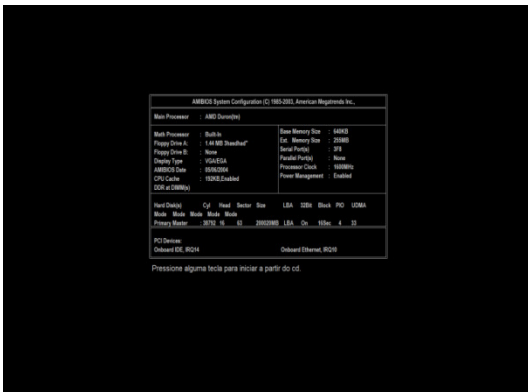 AMIBIOS System Configuration (C) 1985-2003, American Megatrends Inc.,
Main Processor : AMD Duron(tm)
Math Processor : Built-In
Floppy Drive A: : 1.44 MB
Floppy Drive B: : None
Display Type : VGA/EGA
AMIBIOS Date : 05/06/2004
CPU Cache : 192KB,Enabled
DDR at DIMM(s)
Base Memory Size : 640KB
Ext. Memory Size : 255MB
Serial Port(s) : 3F8
Parallel Port(s) : None
Processor Clock : 1600MHz
Power Management : Enabled
Hard Disk(s) Cyl Head Sector Size LBA 32Bit Block PIO UDMA
Mode Mode Mode Mode Mode
Primary Master : 38792 16 63 LBA On 16Sec 4 33
PCI Devices:
Onboard IDE, IRQ14 Onboard Ethernet, IRQ10
Pressione alguma tecla para iniciar a partir do cd.